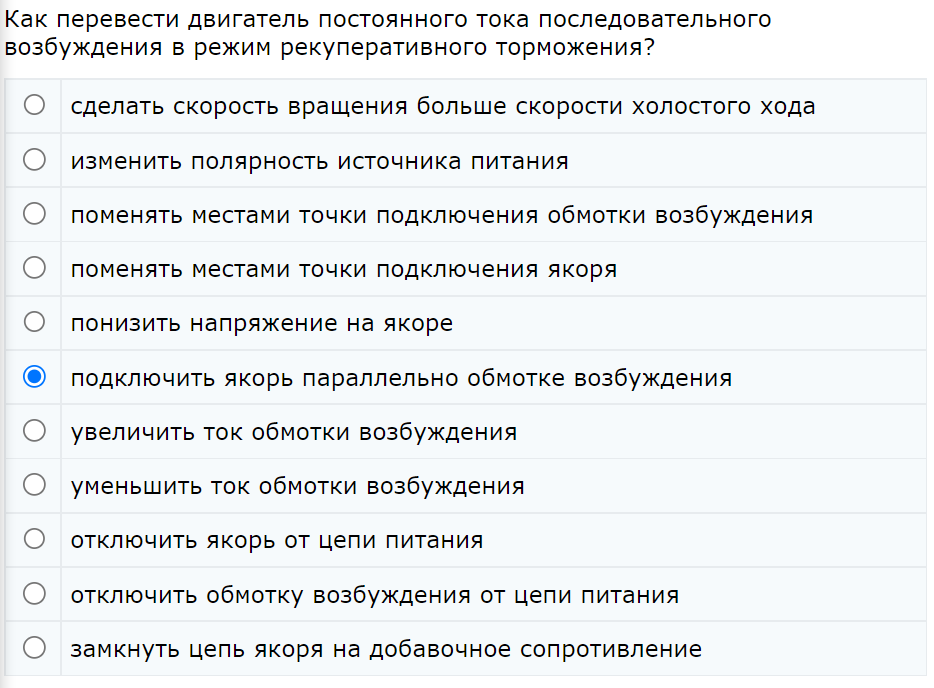 Как перевести двигатель постоянного тока последовательного
возбуждения в режим рекуперативного торможения?
сделать скорость вращения больше скорости холостого хода
изменить полярность источника питания
поменять местами точки подключения обмотки возбуждения
поменять местами точки подключения якоря
понизить напряжение на якоре
подключить якорь параллельно обмотке возбуждения
увеличить ток обмотки возбуждения
уменьшить ток обмотки возбуждения
отключить якорь от цепи питания
отключить обмотку возбуждения от цепи питания
замкнуть цепь якоря на добавочное сопротивление